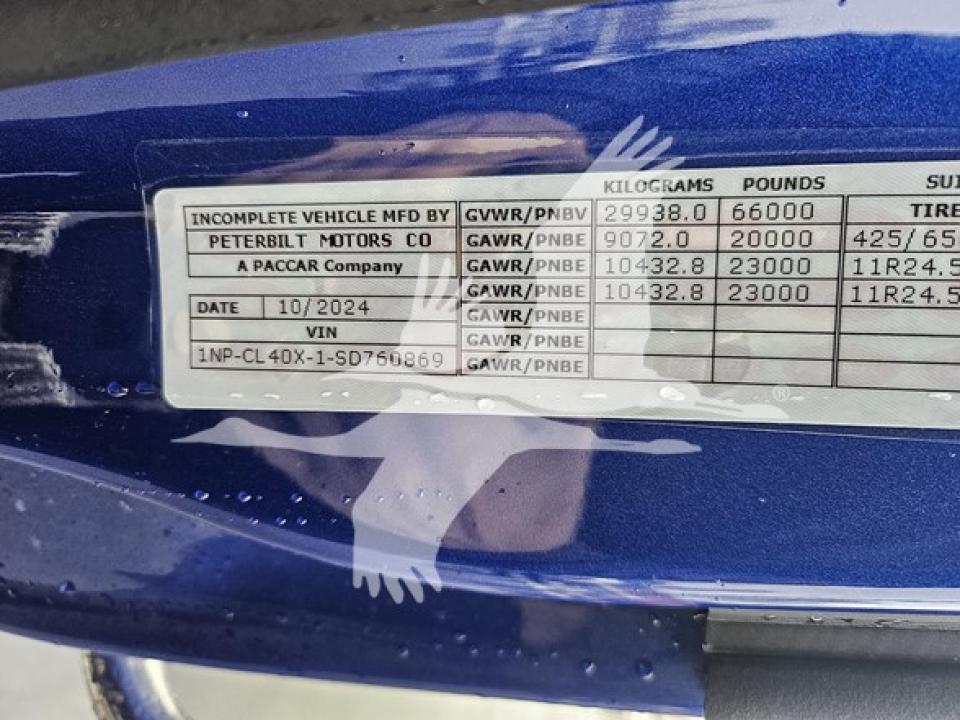 KILOGRAMS POUNDS SUI
INCOMPLETE VEHICLE MFD BY GVWR/PNBV 29938.0 66000 TIRE
PETERBILT MOTORS CO GAWR/PNBE 9072.0 20000 425/65
A PACCAR Company GAWR/PNBE 10432.8 23000 11R24.5
GAWR/PNBE 10432.8 23000 11R24.5
DATE 10/2024 GAWR/PNBE
VIN GAWR/PNBE
1NP-CL40X-1-SD760869 GAWR/PNBE
®